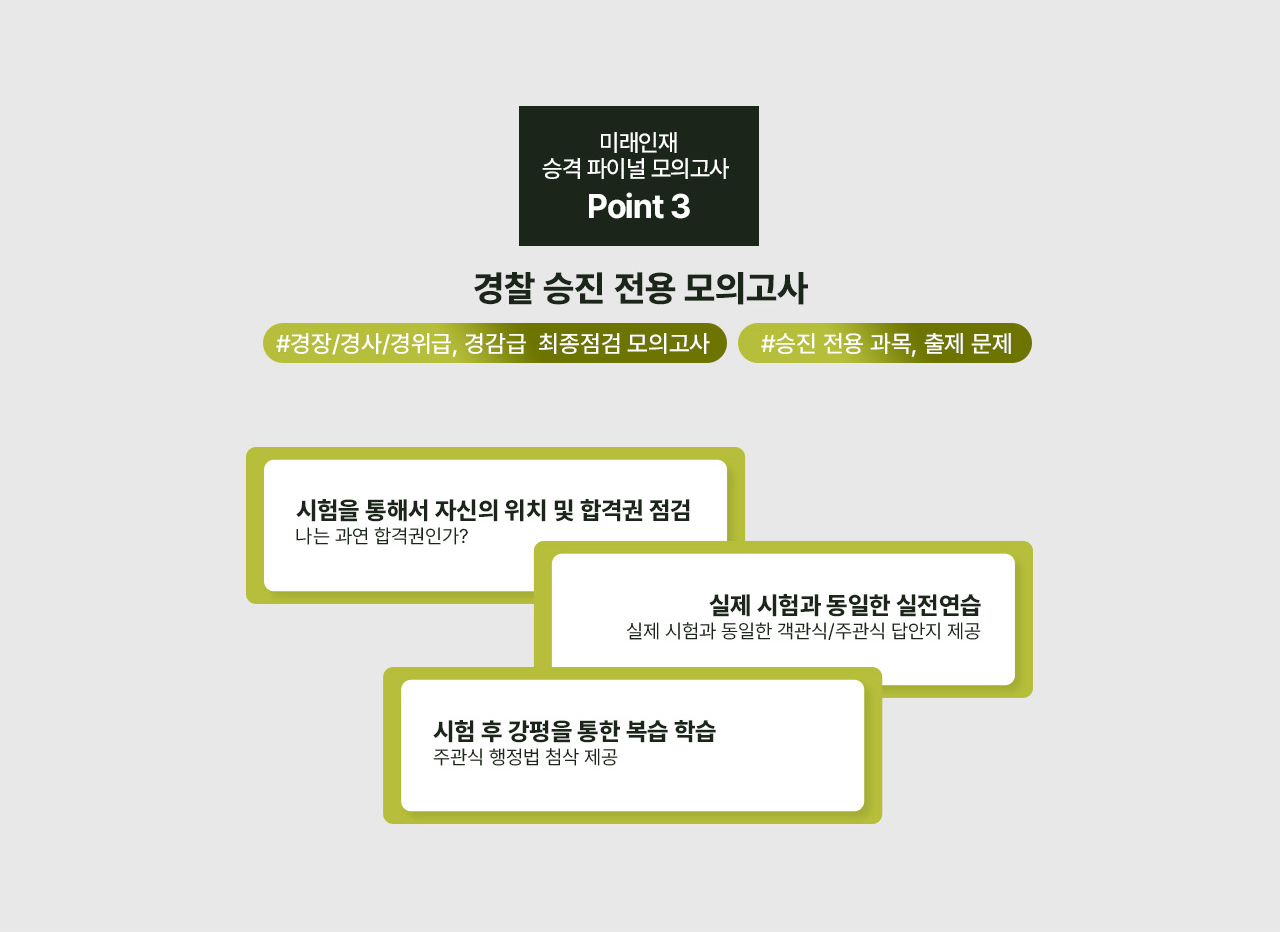 미래인재
승격 파이널 모의고사
Point 3
경찰 승진 전용 모의고사
#경장/경사/경위급, 경감급 최종점검 모의고사
#승진 전용 과목, 출제 문제
시험을 통해서 자신의 위치 및 합격권 점검
나는 과연 합격권인가?
실제 시험과 동일한 실전연습
실제 시험과 동일한 객관식/주관식 답안지 제공
시험 후 강평을 통한 복습 학습
주관식 행정법 첨삭 제공